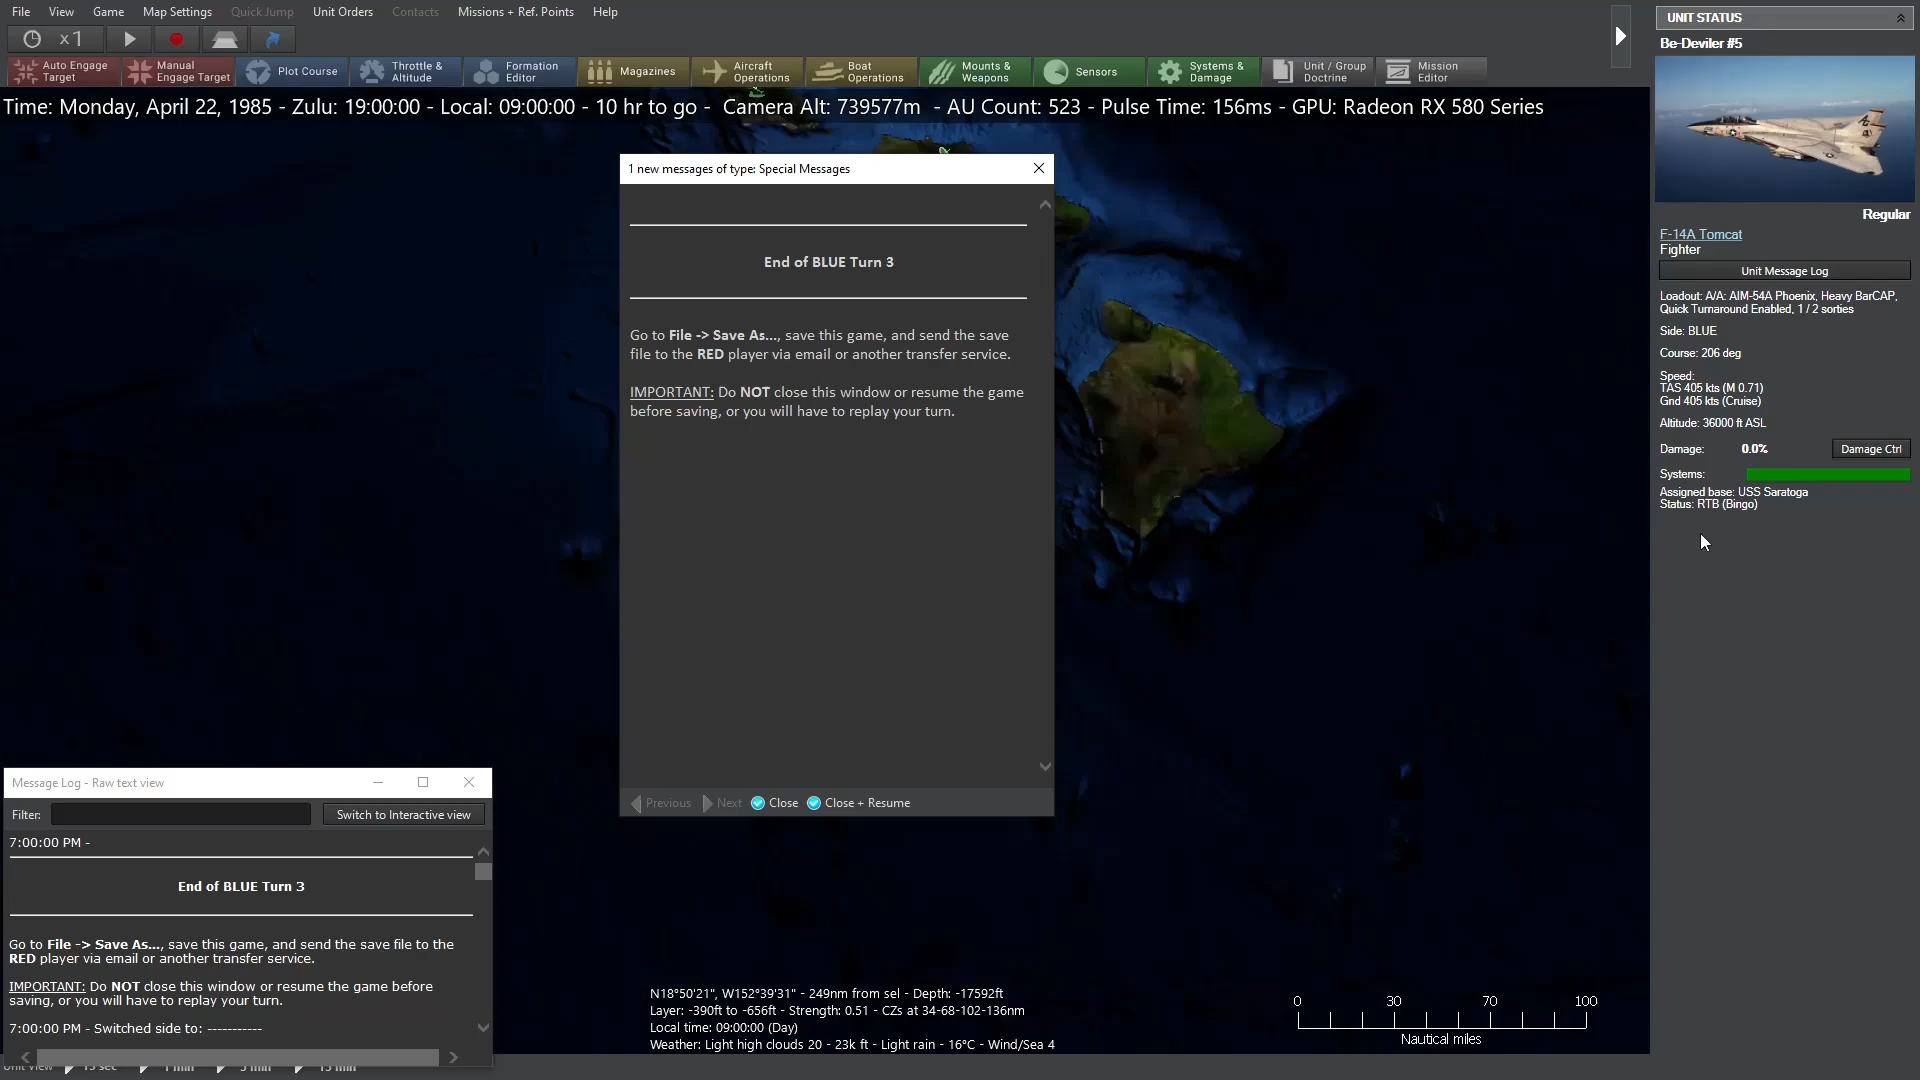 File View Game Map Settings Quick Jump Unit Orders Contacts Missions + Ref. Points Help
x1
Auto Engage Target
Manual Engage Target
Plot Course
Throttle & Altitude
Formation Editor
Magazines
Aircraft Operations
Boat Operations
Mounts & Weapons
Sensors
Systems & Damage
Unit / Group Doctrine
Mission Editor
Time: Monday, April 22, 1985 - Zulu: 19:00:00 - Local: 09:00:00 - 10 hr to go - Camera Alt: 739577m - AU Count: 523 - Pulse Time: 156ms - GPU: Radeon RX 580 Series
1 new messages of type: Special Messages
End of BLUE Turn 3
Go to File -> Save As..., save this game, and send the save
file to the RED player via email or another transfer service.
IMPORTANT: Do NOT close this window or resume the game
before saving, or you will have to replay your turn.
Previous Next Close Close + Resume
Message Log - Raw text view
Filter: Switch to Interactive view
7:00:00 PM -
End of BLUE Turn 3
Go to File -> Save As..., save this game, and send the save file to the
RED player via email or another transfer service.
IMPORTANT: Do NOT close this window or resume the game before
saving, or you will have to replay your turn.
7:00:00 PM - Switched side to: -----------
N18°50'21", W152°39'31" - 249nm from sel - Depth: -17592ft
Layer: -390ft to -656ft - Strength: 0.51 - CZs at 34-68-102-136nm
Local time: 09:00:00 (Day)
Weather: Light high clouds 20 - 23k ft - Light rain - 16°C - Wind/Sea 4
0 30 70 100
Nautical miles
UNIT STATUS
Be-Deviler #5
Regular
F-14A Tomcat
Fighter
Unit Message Log
Loadout: A/A: AIM-54A Phoenix, Heavy BarCAP,
Quick Turnaround Enabled, 1 / 2 sorties
Side: BLUE
Course: 206 deg
Speed:
TAS 405 kts (M 0.71)
Gnd 405 kts (Cruise)
Altitude: 36000 ft ASL
Damage: 0.0% Damage Ctrl
Systems:
Assigned base: USS Saratoga
Status: RTB (Bingo)